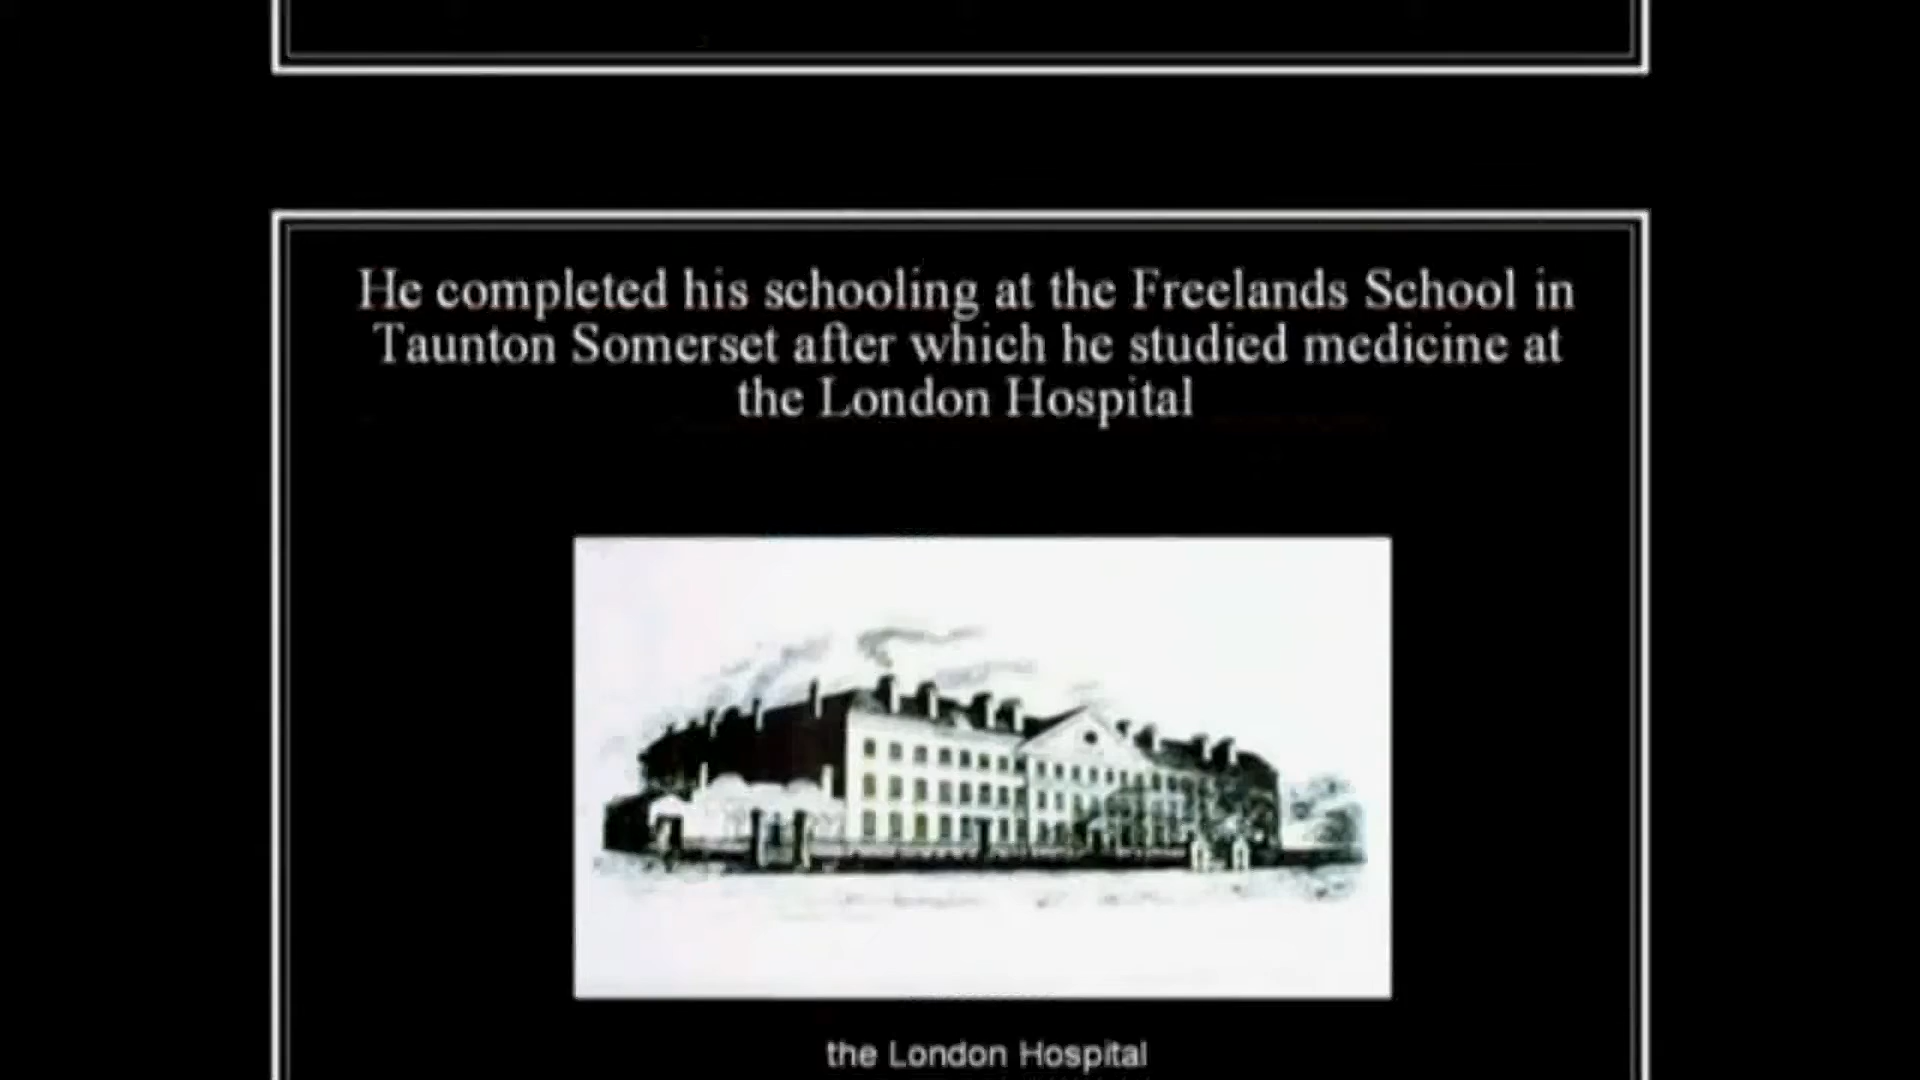 He completed his schooling at the Freelands School in
Taunton Somerset after which he studied medicine at
the London Hospital
the London Hospital